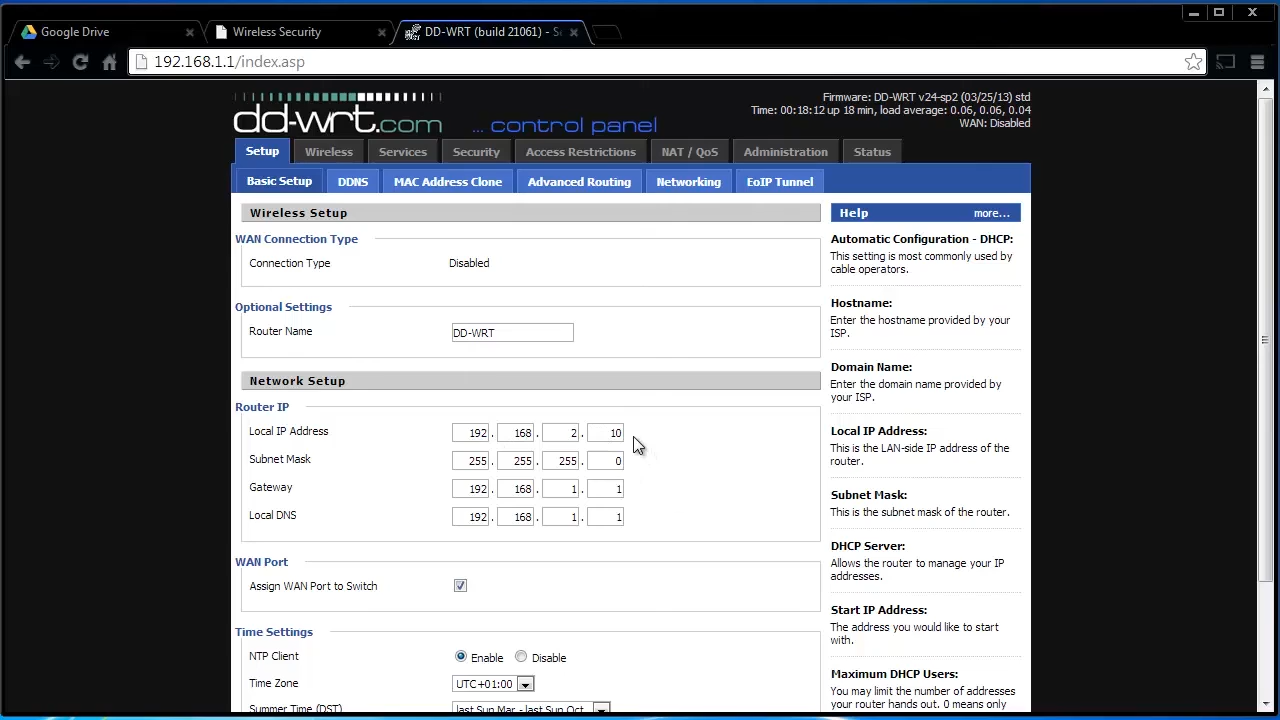 Google Drive
Wireless Security
DD-WRT (build 21061) - Se
192.168.1.1/index.asp
dd-wrt.com ... control panel
Firmware: DD-WRT v24-sp2 (03/25/13) std
Time: 00:18:12 up 18 min, load average: 0.06, 0.06, 0.04
WAN: Disabled
Setup Wireless Services Security Access Restrictions NAT / QoS Administration Status
Basic Setup DDNS MAC Address Clone Advanced Routing Networking EoIP Tunnel
Wireless Setup
WAN Connection Type
Connection Type Disabled
Optional Settings
Router Name DD-WRT
Network Setup
Router IP
Local IP Address 192. 168. 2. 10
Subnet Mask 255. 255. 255. 0
Gateway 192. 168. 1. 1
Local DNS 192. 168. 1. 1
WAN Port
Assign WAN Port to Switch
Time Settings
NTP Client Enable Disable
Time Zone UTC+01:00
Summer Time (DST) last Sun Mar - last Sun Oct
Help more...
Automatic Configuration - DHCP:
This setting is most commonly used by
cable operators.
Hostname:
Enter the hostname provided by your
ISP.
Domain Name:
Enter the domain name provided by
your ISP.
Local IP Address:
This is the LAN-side IP address of the
router.
Subnet Mask:
This is the subnet mask of the router.
DHCP Server:
Allows the router to manage your IP
addresses.
Start IP Address:
The address you would like to start
with.
Maximum DHCP Users:
You may limit the number of addresses
your router hands out. 0 means only